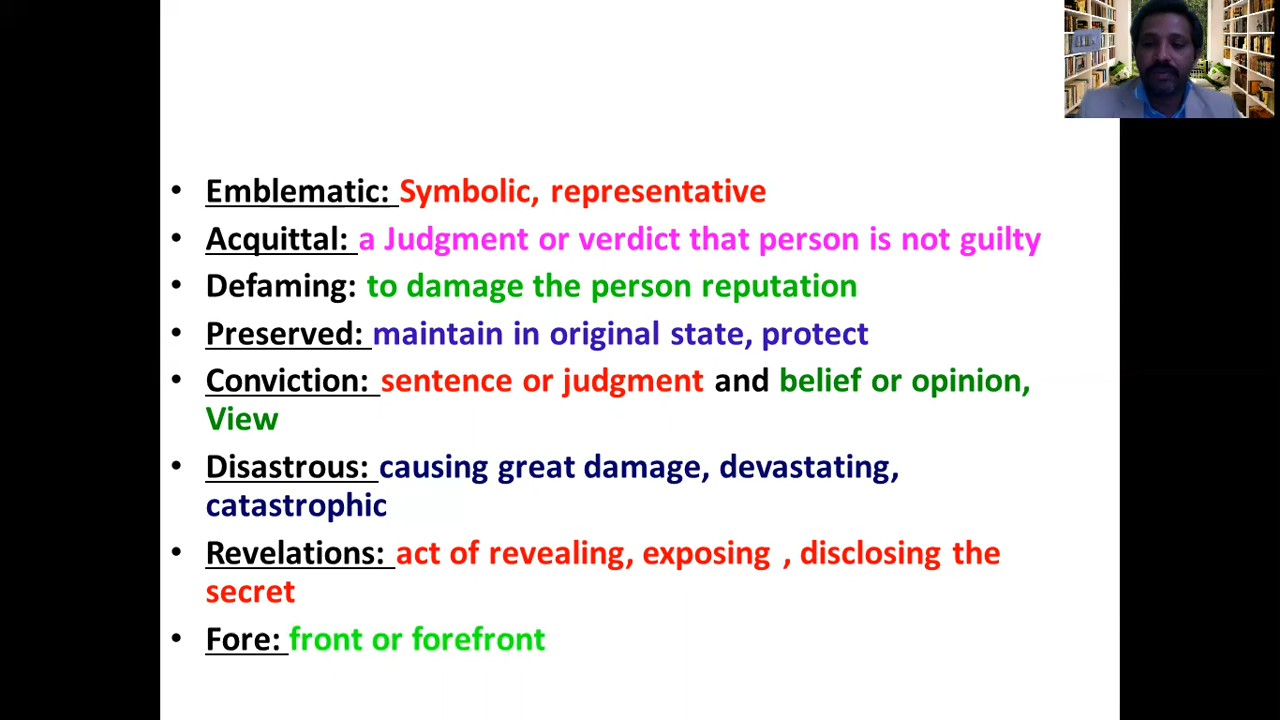 • Emblematic: Symbolic, representative
• Acquittal: a Judgment or verdict that person is not guilty
• Defaming: to damage the person reputation
• Preserved: maintain in original state, protect
• Conviction: sentence or judgment and belief or opinion,
View
• Disastrous: causing great damage, devastating,
catastrophic
• Revelations: act of revealing, exposing , disclosing the
secret
• Fore: front or forefront